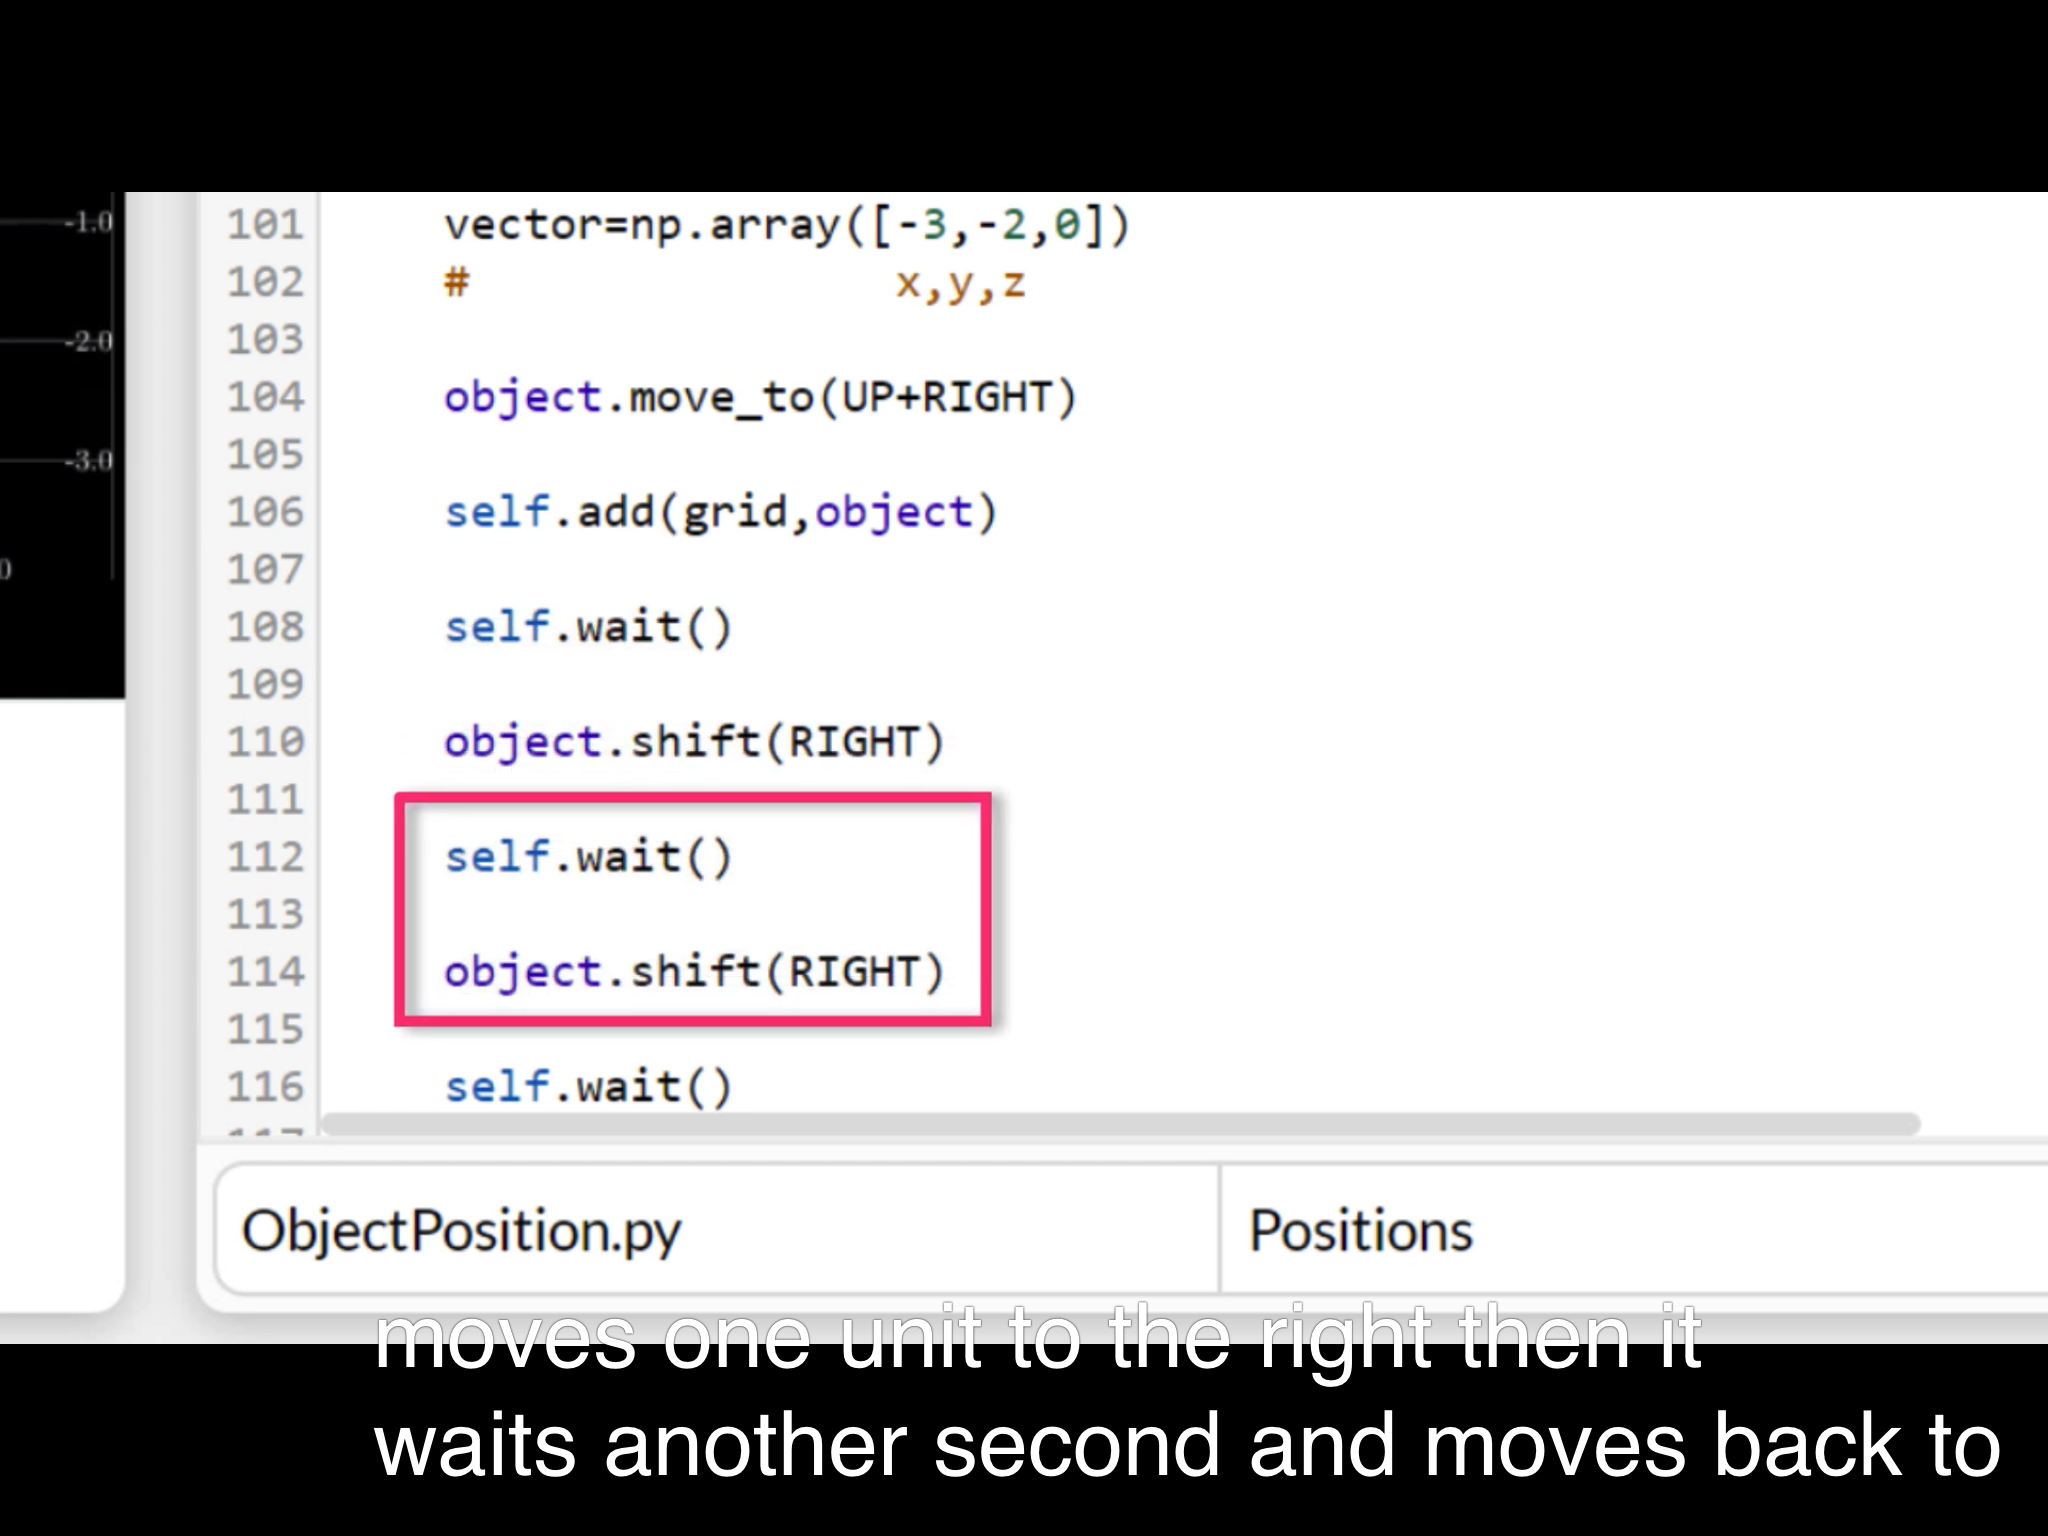 -1.0
-2.0
-3.0
0
101 vector=np.array([-3,-2,0])
102 #                x,y,z
103
104 object.move_to(UP+RIGHT)
105
106 self.add(grid,object)
107
108 self.wait()
109
110 object.shift(RIGHT)
111
112 self.wait()
113
114 object.shift(RIGHT)
115
116 self.wait()
117
ObjectPosition.py
Positions
moves one unit to the right then it
waits another second and moves back to